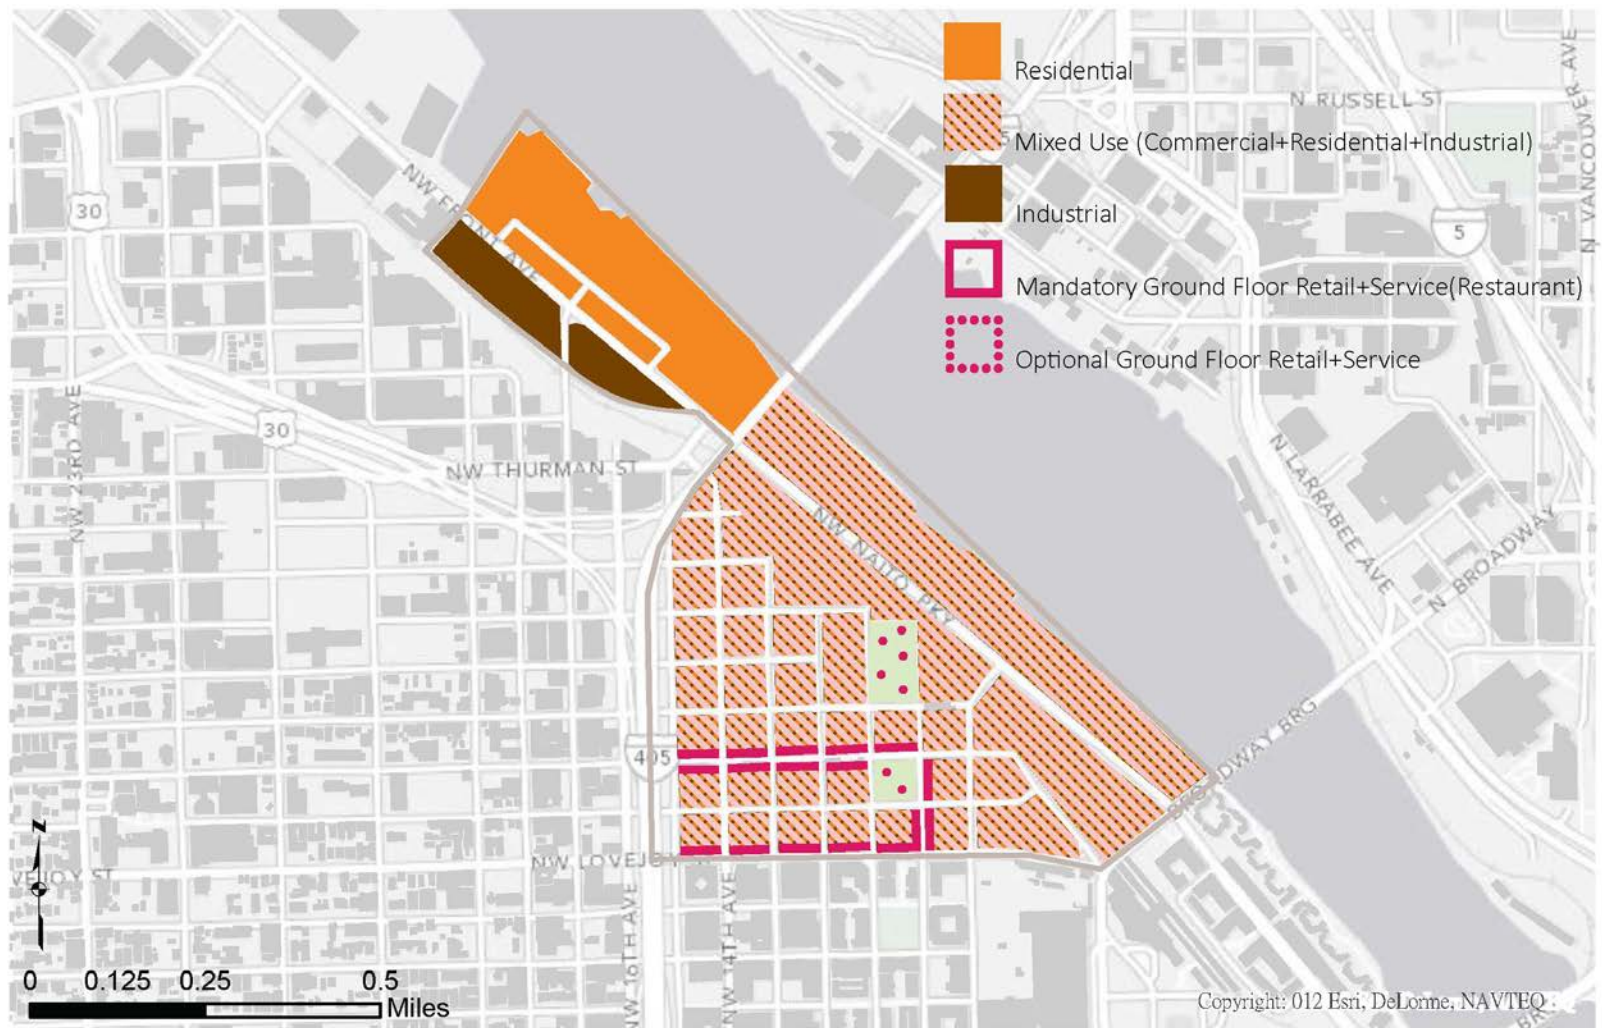 Residential
Mixed Use (Commercial+Residential+Industrial)
Industrial
Mandatory Ground Floor Retail+Service(Restaurant)
Optional Ground Floor Retail+Service
N RUSSELL ST
N VANCOUVER AVE
5
30
NW FRONT AVE
30
NW 23RD AVE
NW THURMAN ST
N LARRABEE AVE
N BROADWAY
NW NAITO PKY
BROADWAY BRG
405
NW LOVEJOY
VEJOY ST
NW 16TH AVE
NW 14TH AVE
z
0 0.125 0.25 0.5
Miles
Copyright: 012 Esri, DeLorme, NAVTEQ